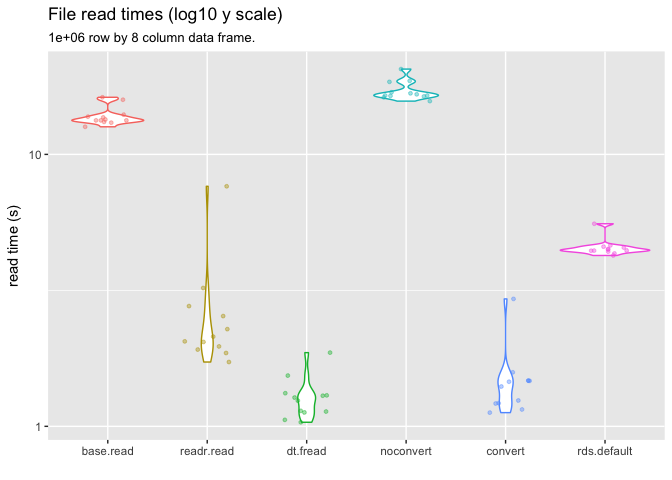 File read times (log10 y scale)
1e+06 row by 8 column data frame.
read time (s)
10
1
base.read
readr.read
dt.fread
noconvert
convert
rds.default